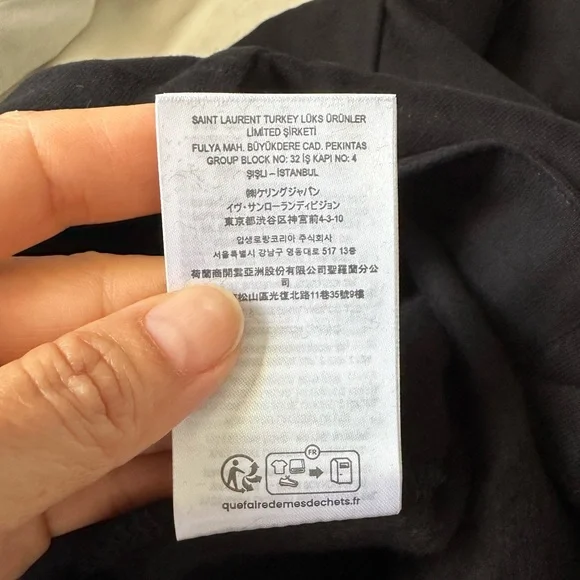 SAINT LAURENT TURKEY LÜKS ÜRÜNLER
LIMITED ŞİRKETİ
FULYA MAH. BÜYÜKDERE CAD. PEKINTAS
GROUP BLOCK NO: 32 İŞ KAPI NO: 4
ŞIŞLI – İSTANBUL
㈱ケリングジャパン
イヴ・サンローランディビジョン
東京都渋谷区神宮前4-3-10
입생로랑코리아 주식회사
서울특별시 강남구 영동대로 517 13층
荷蘭商開雲亞洲股份有限公司聖羅蘭分公
司
松山區光復北路11巷35號9樓
FR
quefairedemesdechets.fr